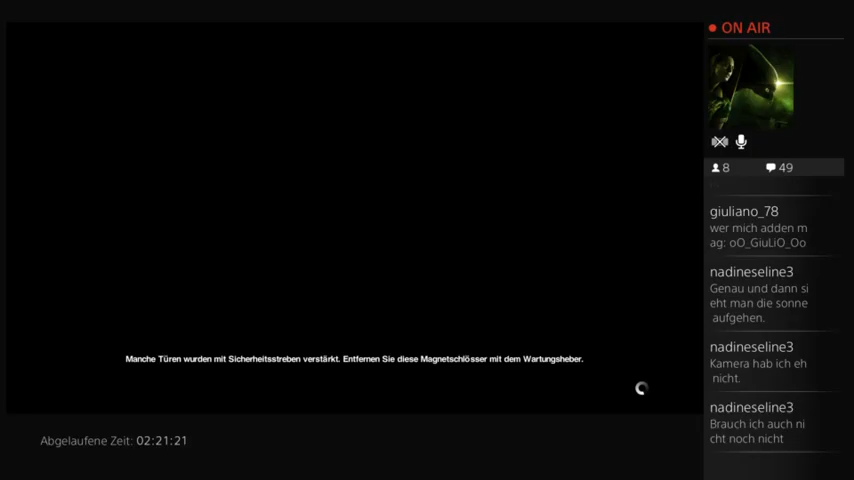 ON AIR
8 49
giuliano_78
wer mich adden m
ag: oO_GiuLiO_Oo
nadineseline3
Genau und dann si
eht man die sonne
aufgehen.
nadineseline3
Kamera hab ich eh
nicht.
nadineseline3
Brauch ich auch ni
cht noch nicht
Manche Türen wurden mit Sicherheitsstreben verstärkt. Entfernen Sie diese Magnetschlösser mit dem Wartungsheber.
Abgelaufene Zeit: 02:21:21